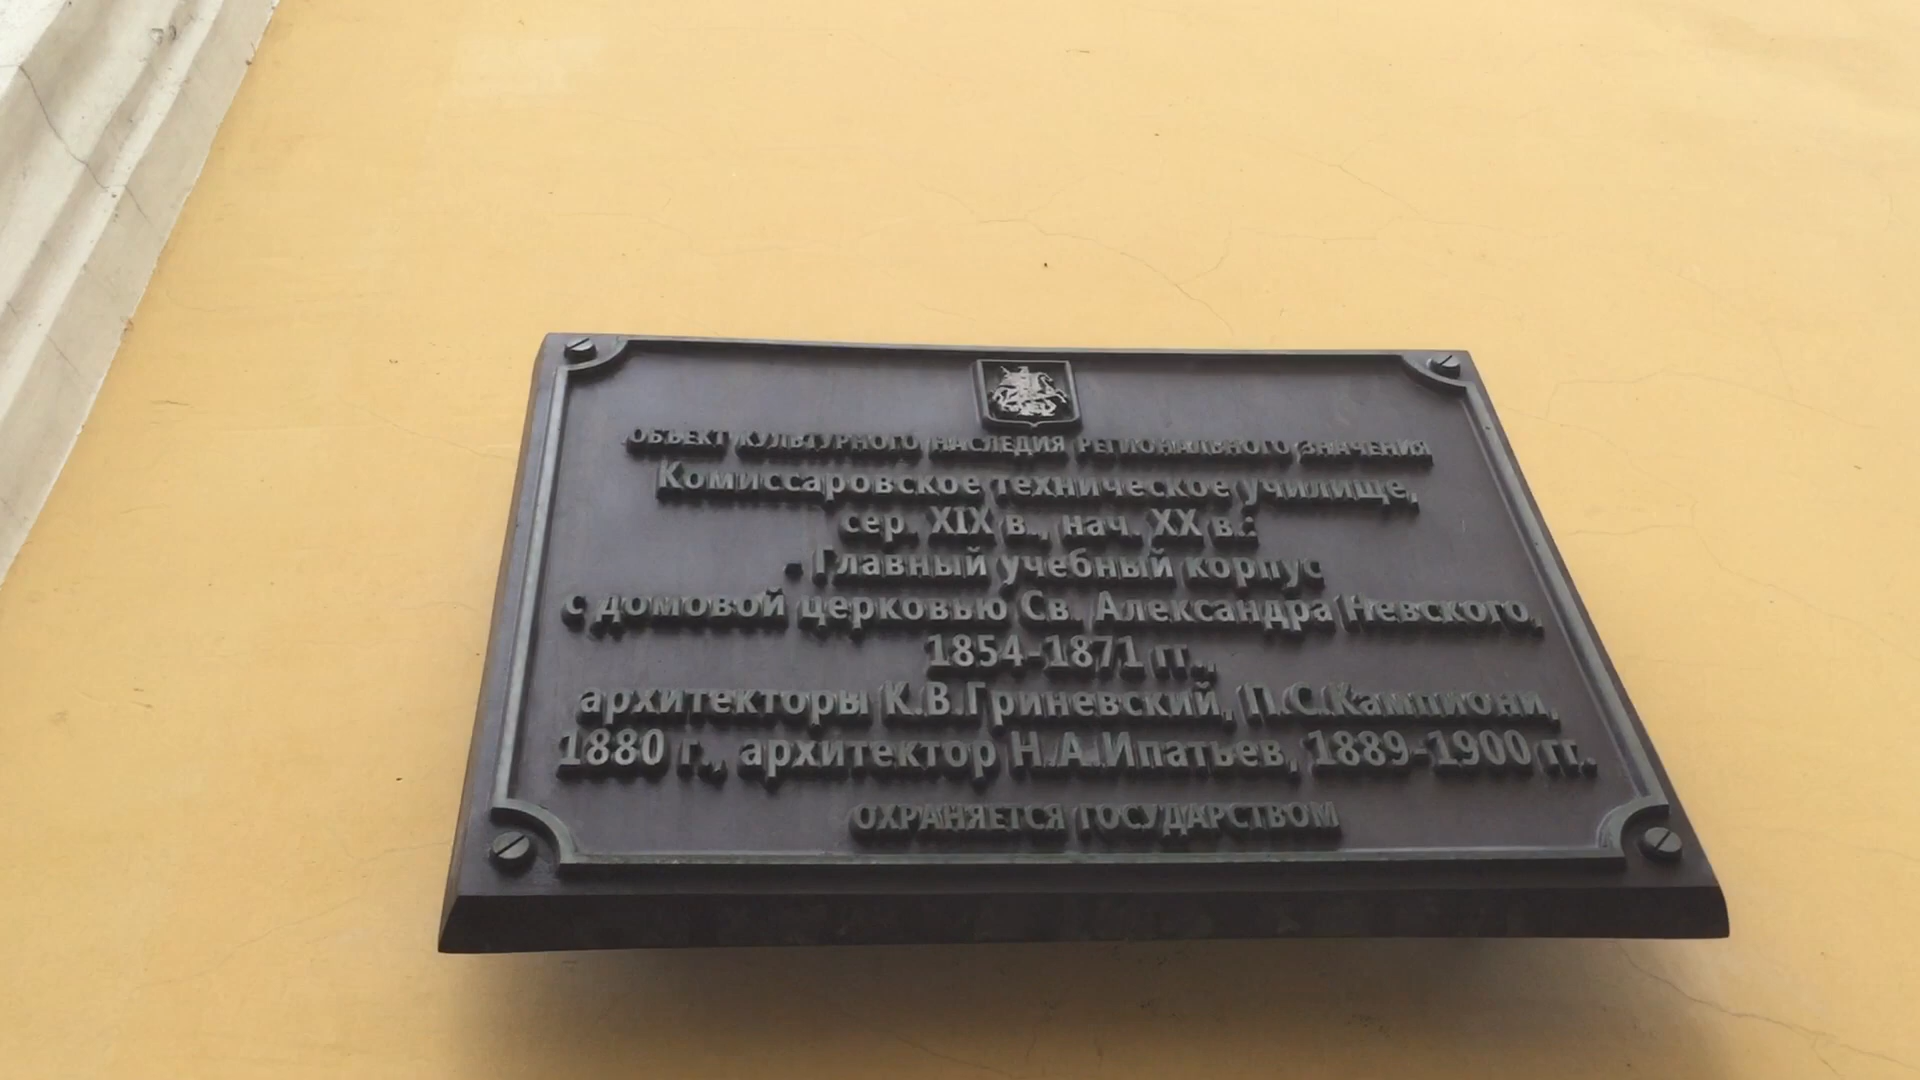 ОБЪЕКТ КУЛЬТУРНОГО НАСЛЕДИЯ РЕГИОНАЛЬНОГО ЗНАЧЕНИЯ
Комиссаровское техническое училище,
сер. XIX в., нач. XX в.:
- Главный учебный корпус
с домовой церковью Св. Александра Невского,
1854-1871 гг.,
архитекторы К.В.Гриневский, П.С.Кампиони,
1880 г., архитектор Н.А.Ипатьев, 1889-1900 гг.
ОХРАНЯЕТСЯ ГОСУДАРСТВОМ